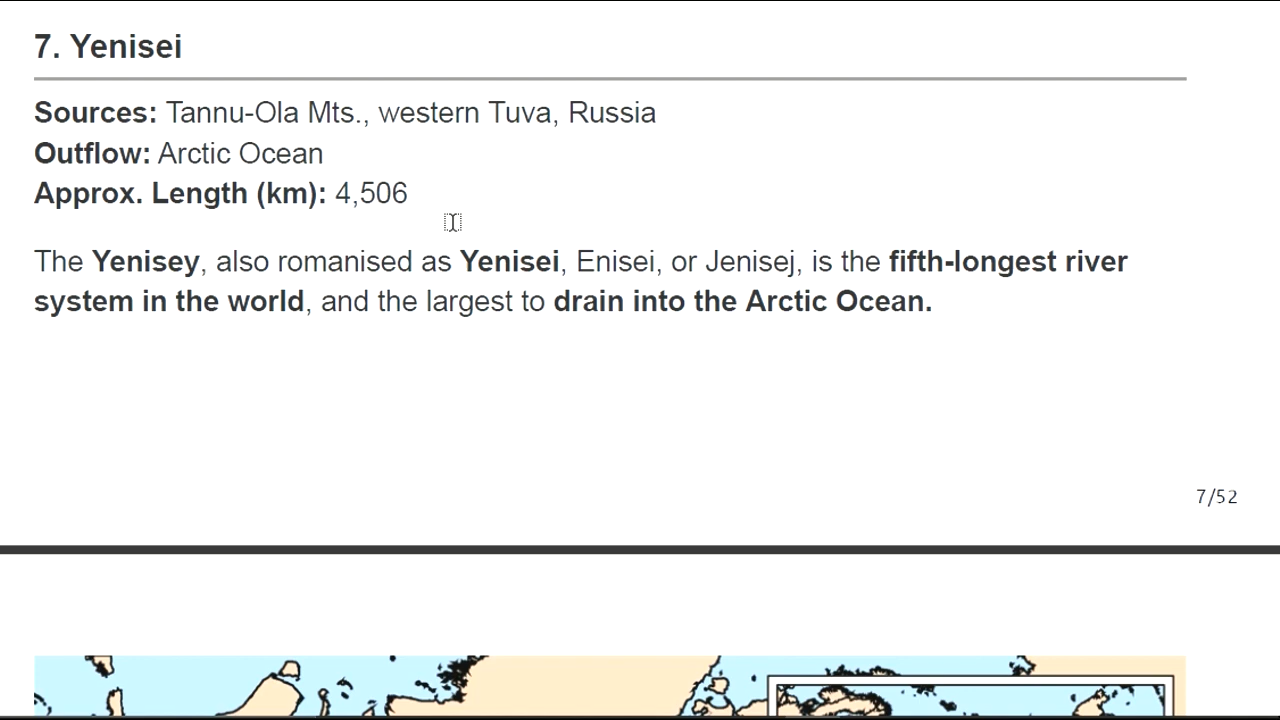 7. Yenisei
Sources: Tannu-Ola Mts., western Tuva, Russia
Outflow: Arctic Ocean
Approx. Length (km): 4,506
The Yenisey, also romanised as Yenisei, Enisei, or Jenisej, is the fifth-longest river
system in the world, and the largest to drain into the Arctic Ocean.
7/52